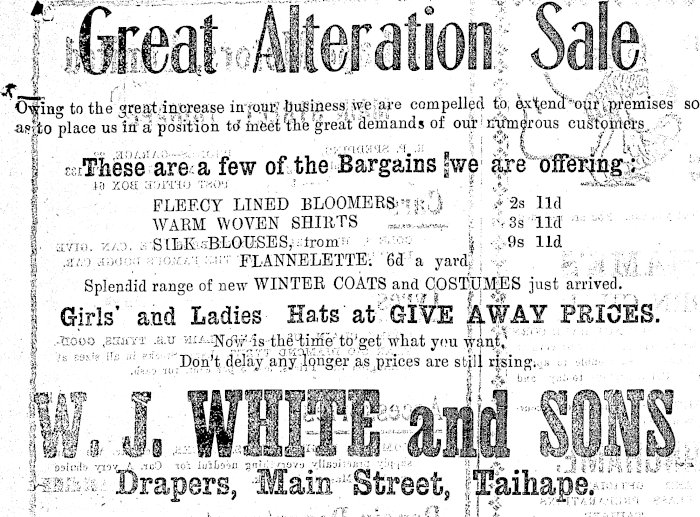 Great Alteration Sale
Owing to the great increase in our business we are compelled to extend our premises so
as to place us in a position to meet the great demands of our numerous customers
These are a few of the Bargains we are offering :
FLEECY LINED BLOOMERS 2s 11d
WARM WOVEN SHIRTS 3s 11d
SILK BLOUSES, from 9s 11d
FLANNELETTE. 6d a yard
Splendid range of new WINTER COATS and COSTUMES just arrived.
Girls' and Ladies Hats at GIVE AWAY PRICES.
Now is the time to get what you want.
Don't delay any longer as prices are still rising.
W. J. WHITE and SONS
Drapers, Main Street, Taihape.